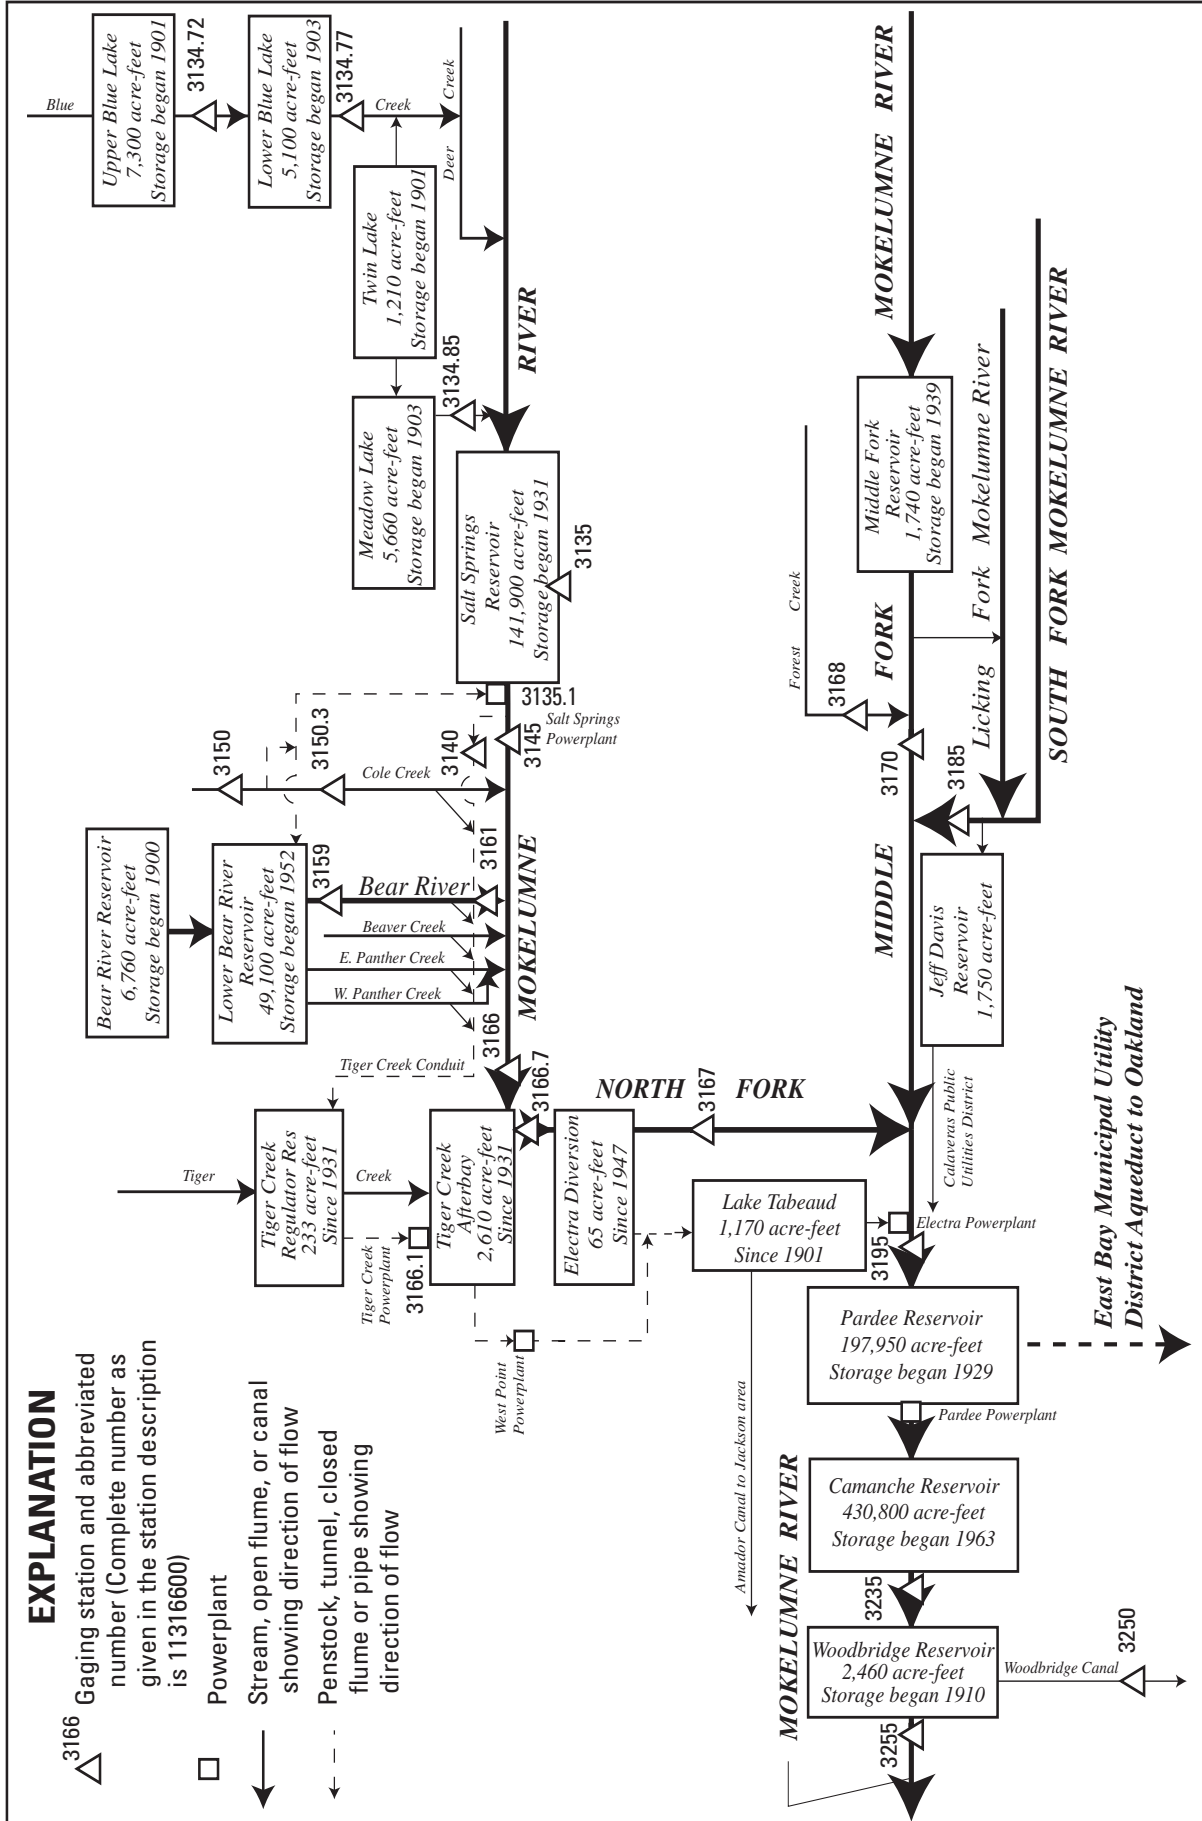 EXPLANATION
3166
Gaging station and abbreviated
number (Complete number as
given in the station description
is 11316600)
Powerplant
Stream, open flume, or canal
showing direction of flow
Penstock, tunnel, closed
flume or pipe showing
direction of flow
Blue
Upper Blue Lake
7,300 acre-feet
Storage began 1901
3134.72
Lower Blue Lake
5,100 acre-feet
Storage began 1903
3134.77
Creek
Deer
Creek
Twin Lake
1,210 acre-feet
Storage began 1901
Meadow Lake
5,660 acre-feet
Storage began 1903
3134.85
RIVER
Salt Springs
Reservoir
141,900 acre-feet
Storage began 1931
3135
3135.1
Salt Springs
Powerplant
3145
3140
3150
3150.3
Cole Creek
Bear River Reservoir
6,760 acre-feet
Storage began 1900
Lower Bear River
Reservoir
49,100 acre-feet
Storage began 1952
3159
Bear River
3161
Beaver Creek
E. Panther Creek
W. Panther Creek
MOKELUMNE
3166
Tiger Creek Conduit
Tiger
Tiger Creek
Regulator Res
233 acre-feet
Since 1931
Creek
Tiger Creek
Powerplant
3166.1
Tiger Creek
Afterbay
2,610 acre-feet
Since 1931
3166.7
Electra Diversion
65 acre-feet
Since 1947
West Point
Powerplant
NORTH FORK
3167
Lake Tabeaud
1,170 acre-feet
Since 1901
Amador Canal to Jackson area
Electra Powerplant
3195
MOKELUMNE RIVER
Middle Fork
Reservoir
1,740 acre-feet
Storage began 1939
Forest Creek
3168
FORK
3170
MIDDLE
Licking Fork Mokelumne River
SOUTH FORK MOKELUMNE RIVER
3185
Jeff Davis
Reservoir
1,750 acre-feet
Calaveras Public
Utilities District
Pardee Reservoir
197,950 acre-feet
Storage began 1929
East Bay Municipal Utility
District Aqueduct to Oakland
Pardee Powerplant
Camanche Reservoir
430,800 acre-feet
Storage began 1963
MOKELUMNE RIVER
3235
Woodbridge Reservoir
2,460 acre-feet
Storage began 1910
Woodbridge Canal
3250
3255